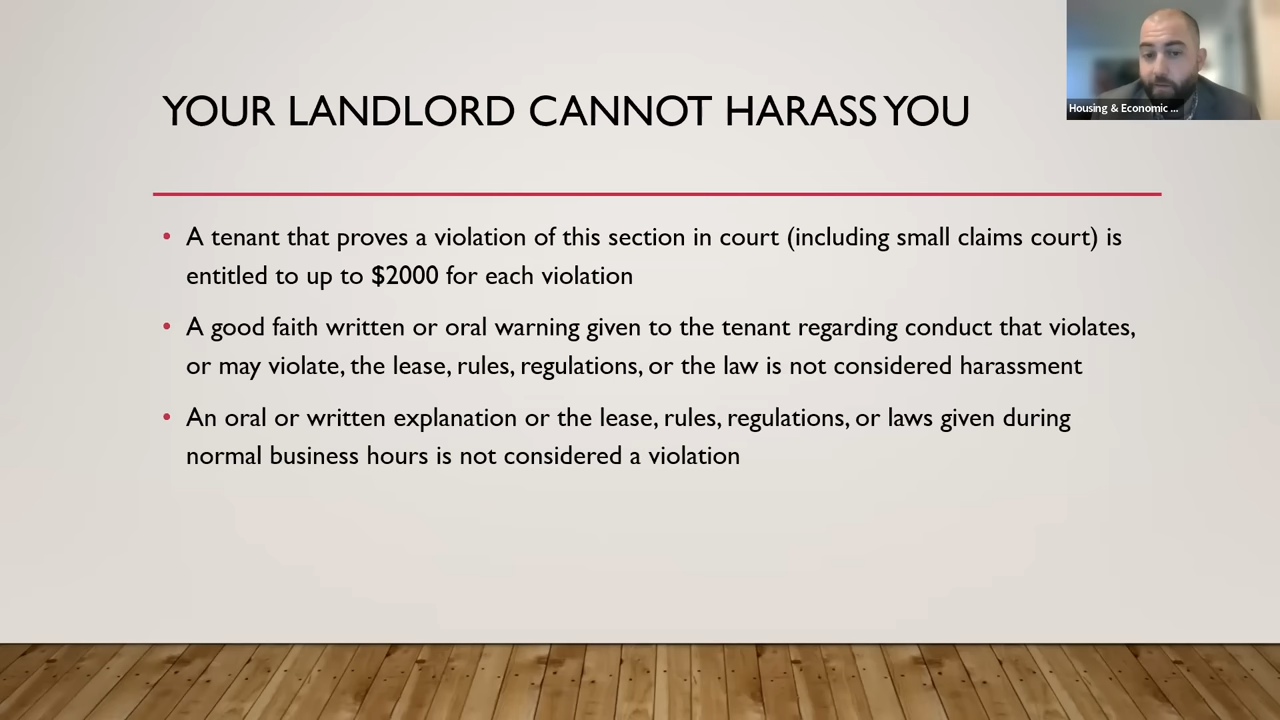 YOUR LANDLORD CANNOT HARASS YOU
Housing & Economic ...
• A tenant that proves a violation of this section in court (including small claims court) is
entitled to up to $2000 for each violation
• A good faith written or oral warning given to the tenant regarding conduct that violates,
or may violate, the lease, rules, regulations, or the law is not considered harassment
• An oral or written explanation or the lease, rules, regulations, or laws given during
normal business hours is not considered a violation